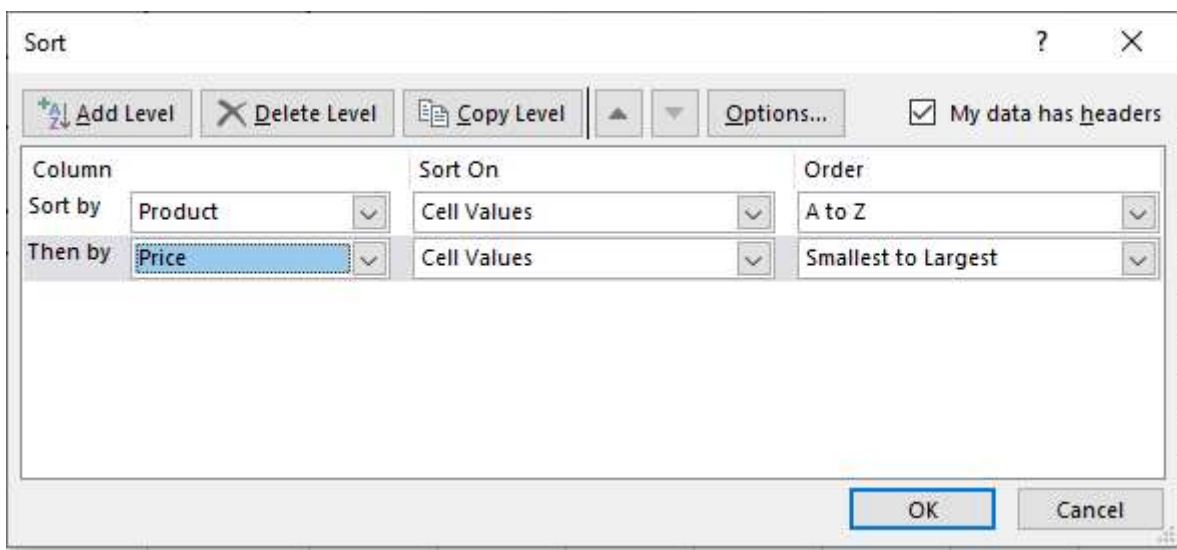 Sort ?
Add Level Delete Level Copy Level Options... My data has headers
Column Sort On Order
Sort by Product Cell Values A to Z
Then by Price Cell Values Smallest to Largest
OK Cancel